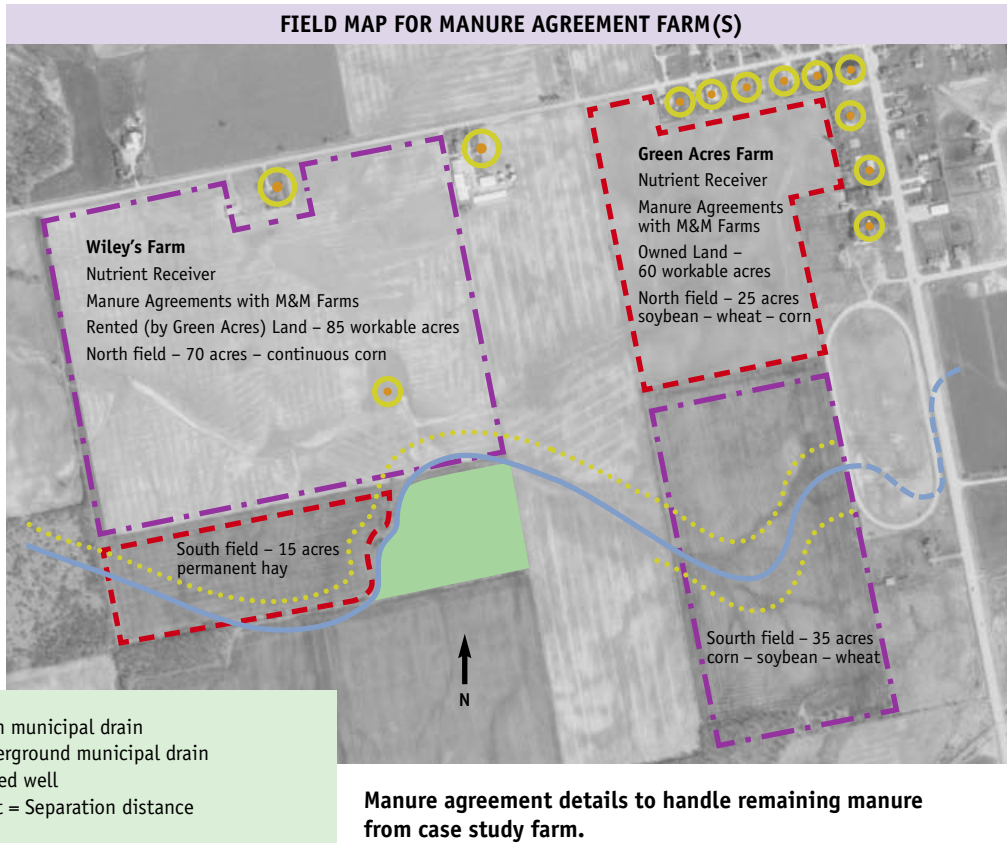 FIELD MAP FOR MANURE AGREEMENT FARM(S)
Green Acres Farm
Nutrient Receiver
Manure Agreements
with M&M Farms
Owned Land –
60 workable acres
North field – 25 acres
soybean – wheat – corn
Wiley's Farm
Nutrient Receiver
Manure Agreements with M&M Farms
Rented (by Green Acres) Land – 85 workable acres
North field – 70 acres – continuous corn
South field – 15 acres
permanent hay
Sourth field – 35 acres
corn – soybean – wheat
N
municipal drain
municipal drain
well
= Separation distance
Manure agreement details to handle remaining manure
from case study farm.